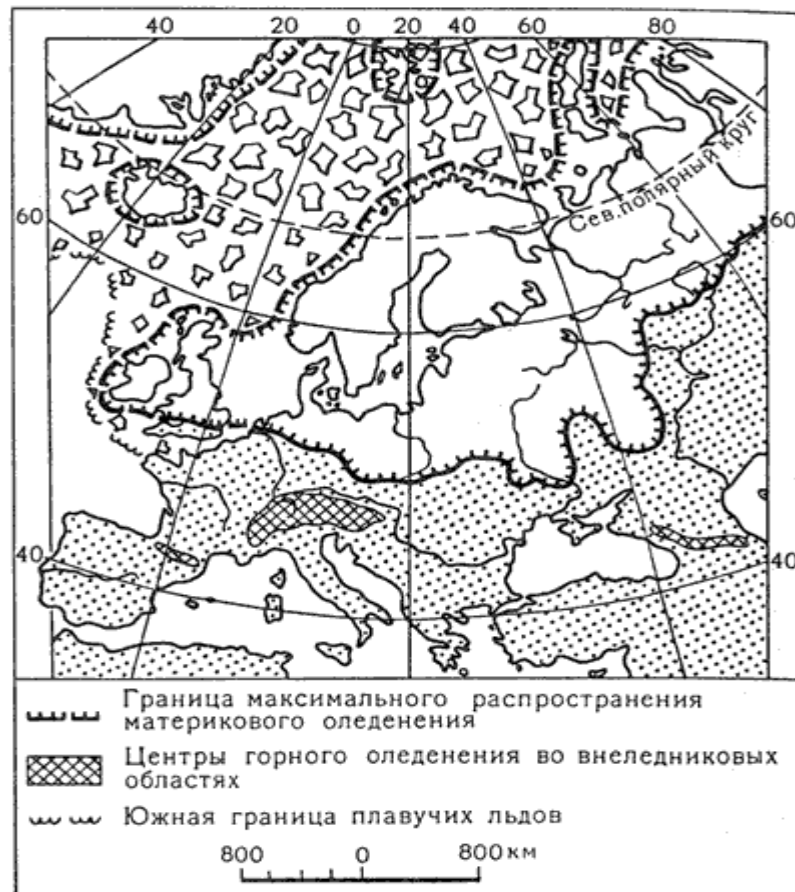 40 20 0 20 40 60 80
Сев. полярный круг
60 60
40 40
Граница максимального распространения
материкового оледенения
Центры горного оледенения во внеледниковых
областях
Южная граница плавучих льдов
800 0 800 км